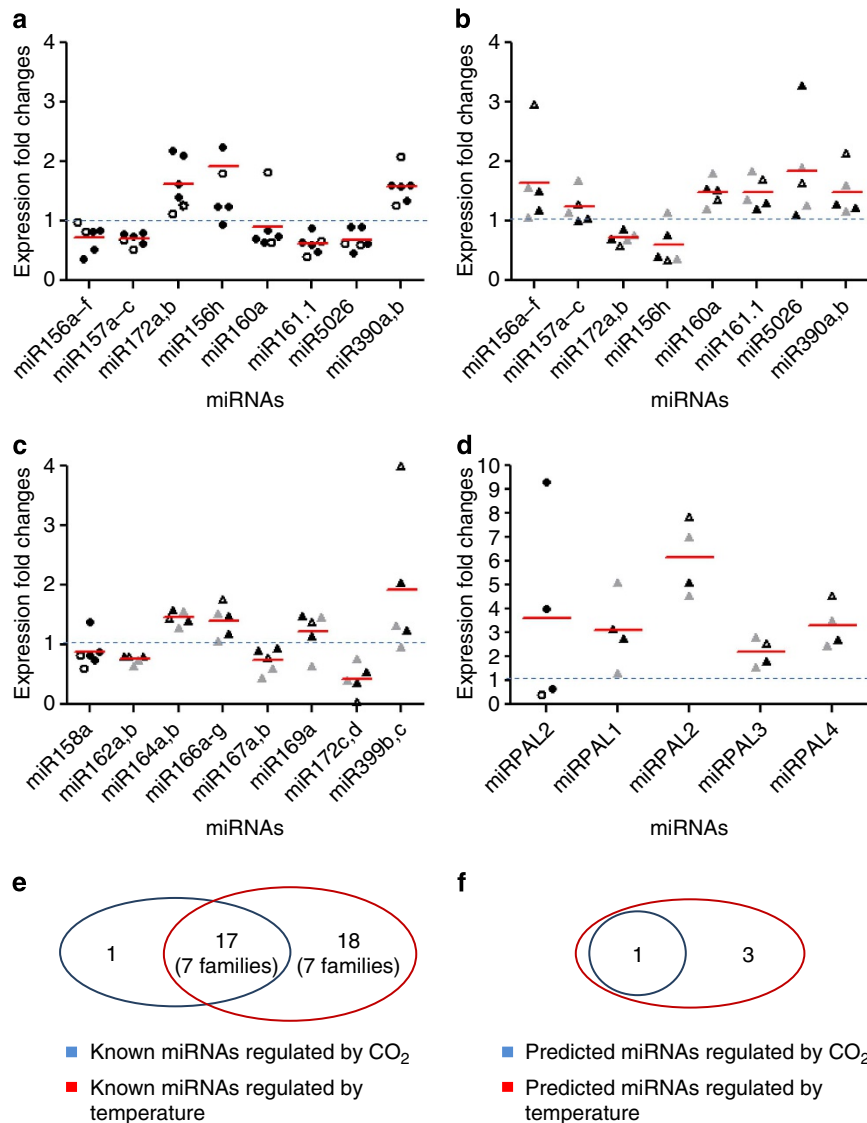 a
4
3
2
1
0
Expression fold changes
miR156a–f
miR157a–c
miR172a,b
miR156h
miR160a
miR161.1
miR5026
miR390a,b
miRNAs
b
4
3
2
1
0
Expression fold changes
miR156a–f
miR157a–c
miR172a,b
miR156h
miR160a
miR161.1
miR5026
miR390a,b
miRNAs
c
4
3
2
1
0
Expression fold changes
miR158a
miR162a,b
miR164a,b
miR166a-g
miR167a,b
miR169a
miR172c,d
miR399b,c
miRNAs
d
10
9
8
7
6
5
4
3
2
1
0
Expression fold changes
miRPAL2
miRPAL1
miRPAL2
miRPAL3
miRPAL4
miRNAs
e
1
17
(7 families)
18
(7 families)
Known miRNAs regulated by CO2
Known miRNAs regulated by
temperature
f
1
3
Predicted miRNAs regulated by CO2
Predicted miRNAs regulated by
temperature